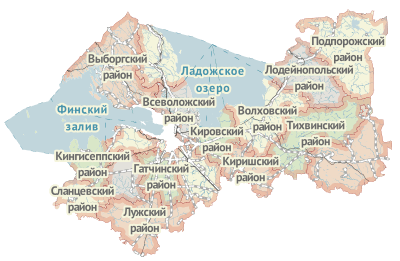 Подпорожский
район
Выборгский
район
Ладожское
озеро
Лодейнопольский
район
Финский
залив
Всеволожский
район
Волховский
район
Тихвинский
район
Кировский
район
Кингисеппский
район
Гатчинский
район
Киришский
район
Сланцевский
район
Лужский
район